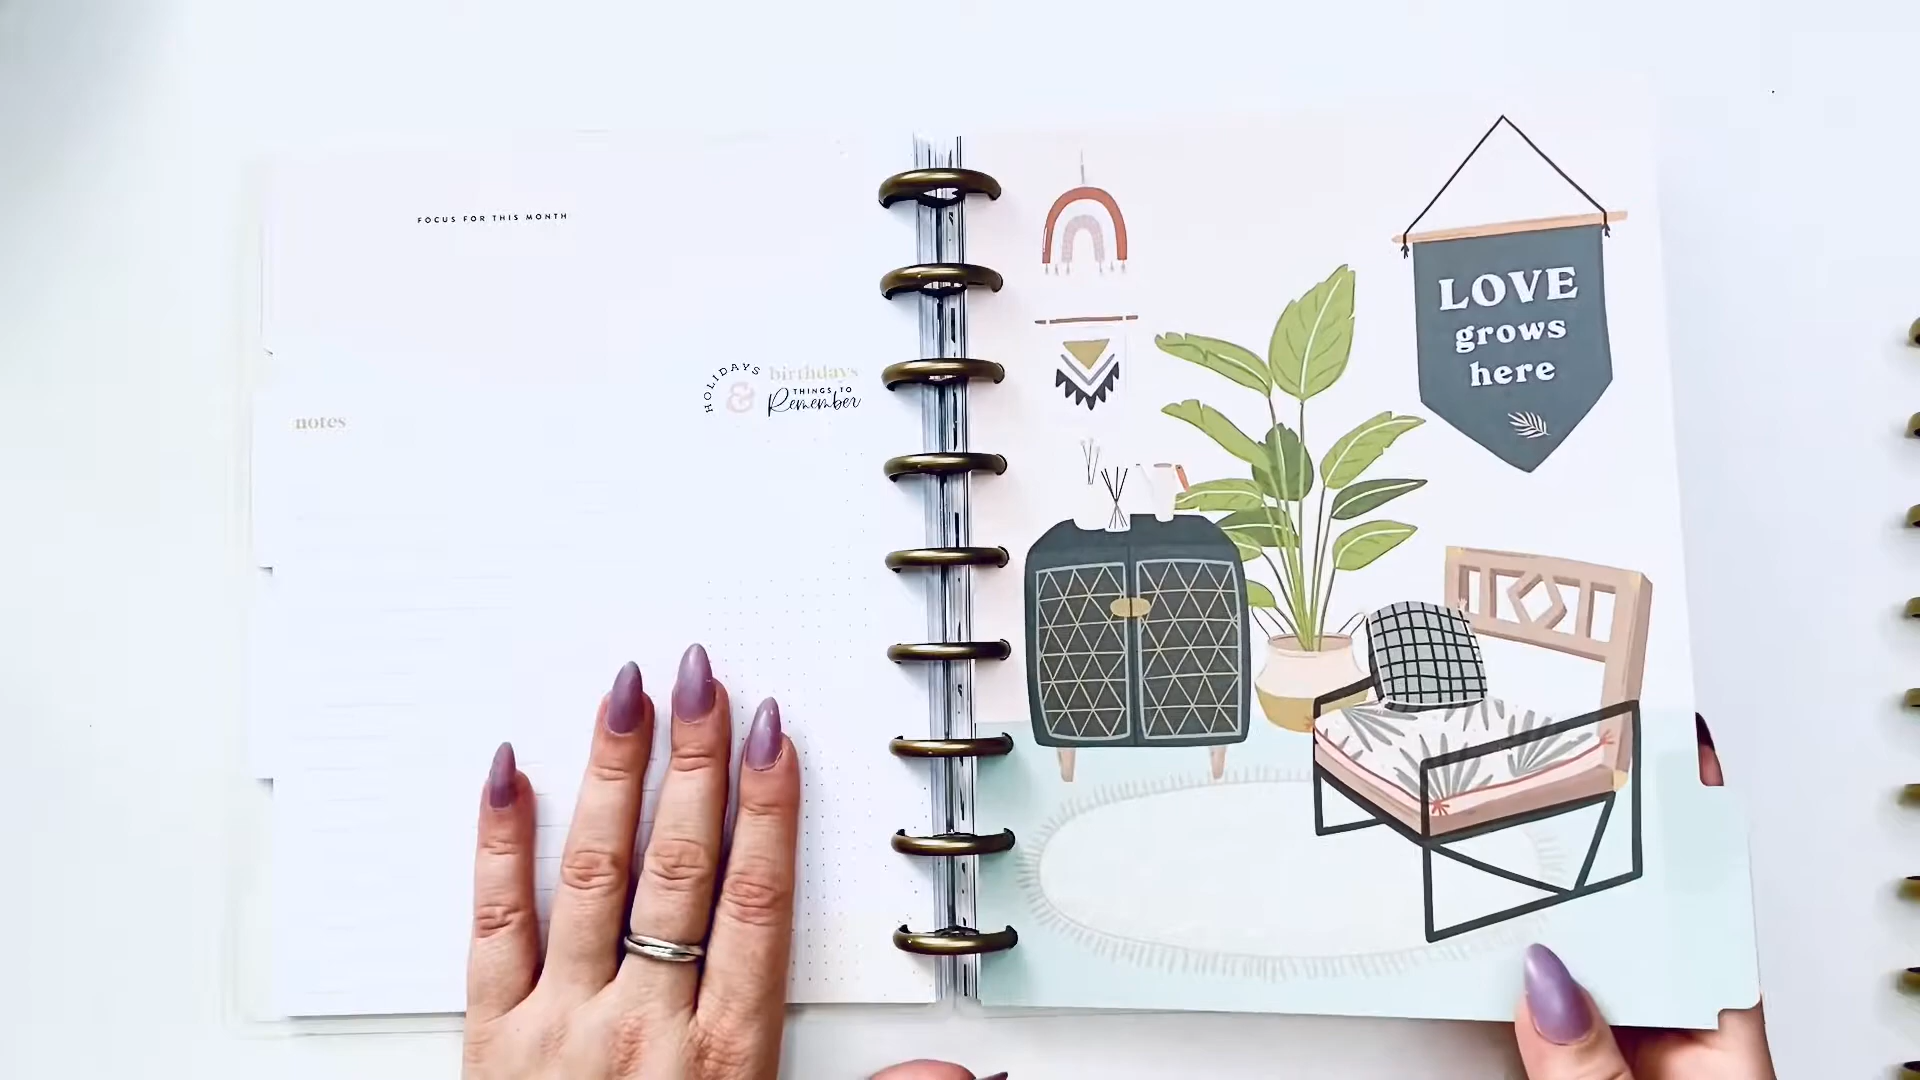 FOCUS FOR THIS MONTH
HOLIDAYS & birthdays
THINGS TO
Remember
notes
LOVE
grows
here